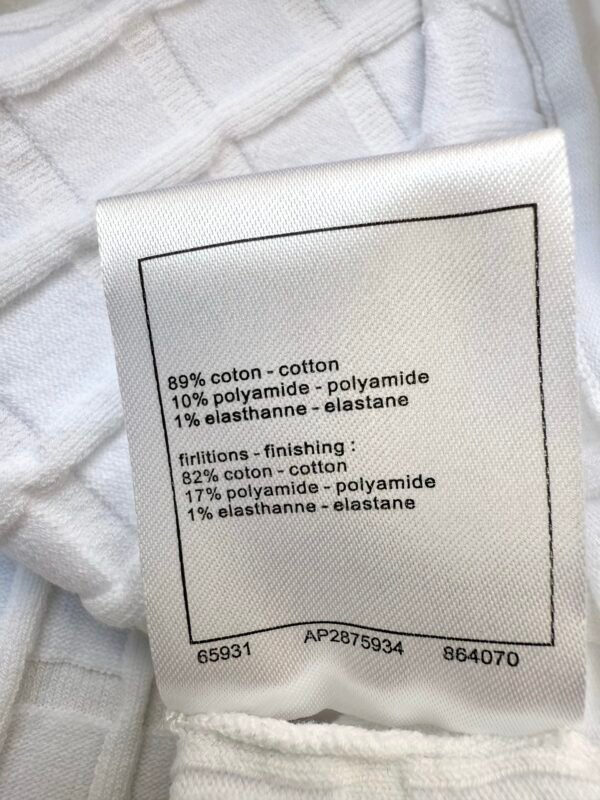 89% coton - cotton
10% polyamide - polyamide
1% elasthanne - elastane
firlitions - finishing :
82% coton - cotton
17% polyamide - polyamide
1% elasthanne - elastane
65931 AP2875934 864070